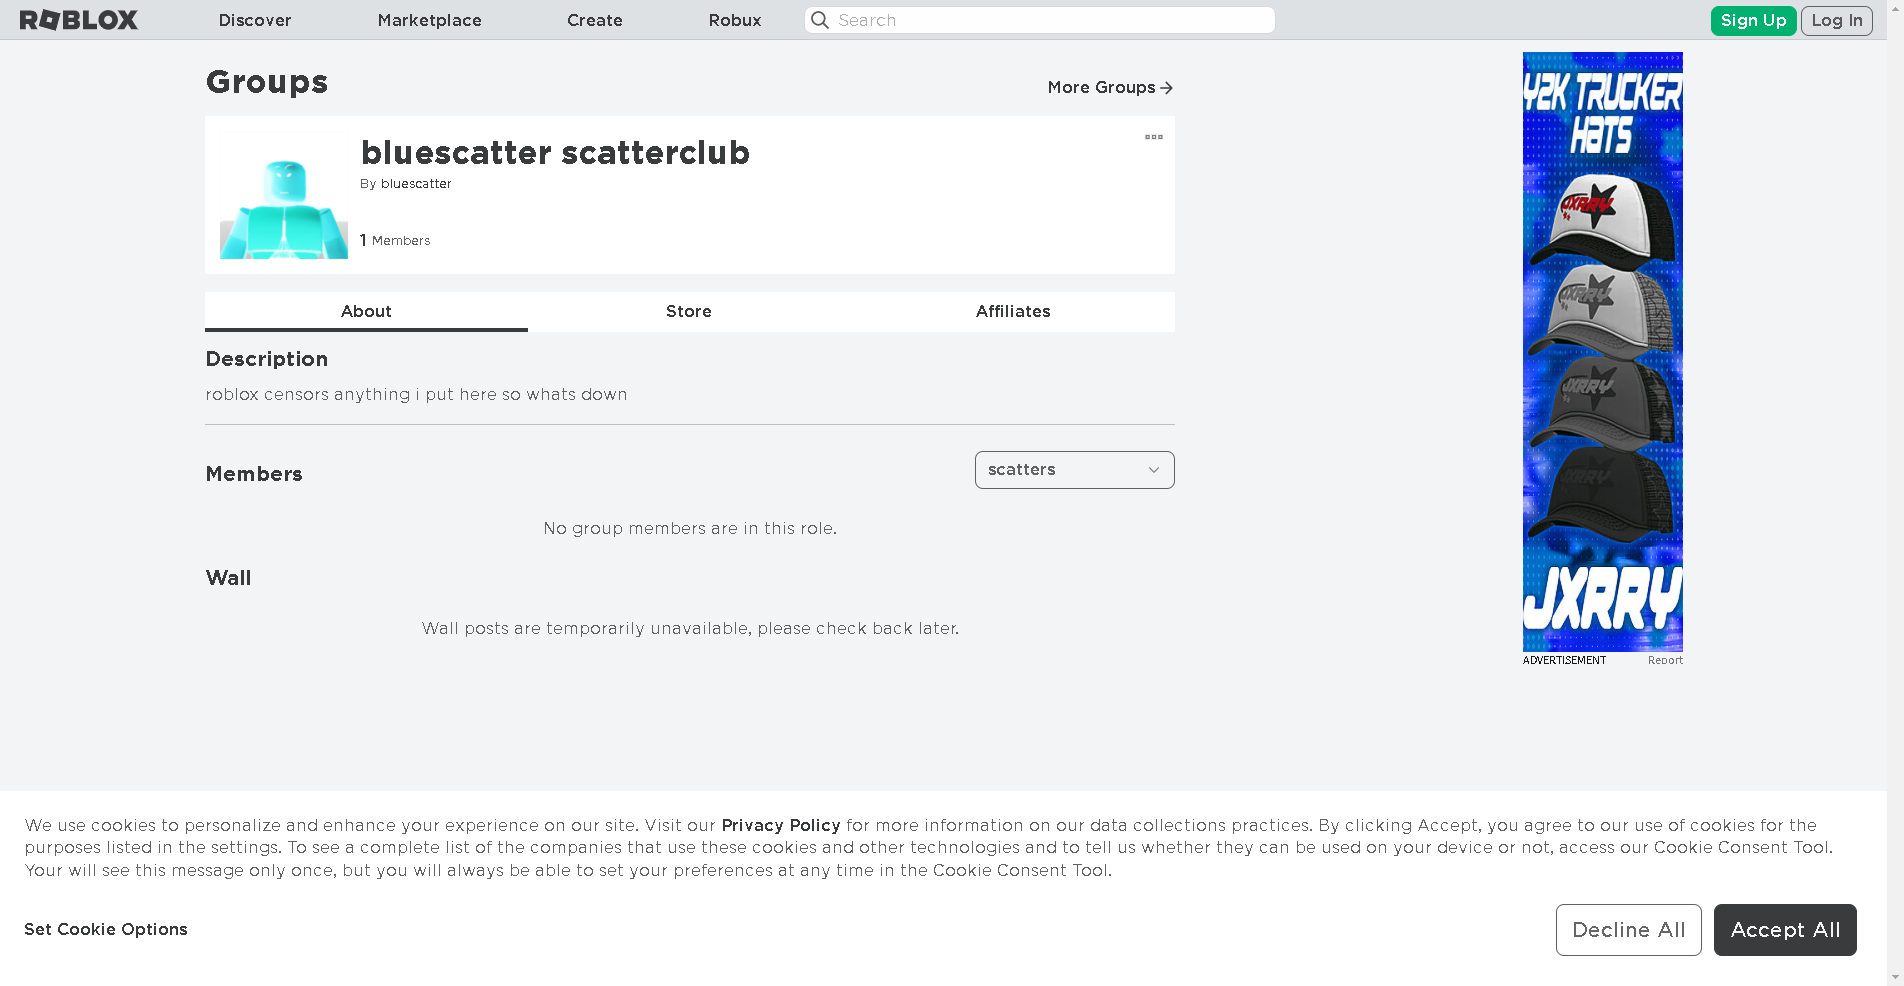 ROBLOX Discover Marketplace Create Robux Search Sign Up Log In
Groups
More Groups
bluescatter scatterclub
By bluescatter
1 Members
About Store Affiliates
Description
roblox censors anything i put here so whats down
Members
scatters
No group members are in this role.
Wall
Wall posts are temporarily unavailable, please check back later.
Y2K TRUCKER
HATS
JXRRY
JXRRY
JXRRY
JXRRY
JXRRY
ADVERTISEMENT Report
We use cookies to personalize and enhance your experience on our site. Visit our Privacy Policy for more information on our data collections practices. By clicking Accept, you agree to our use of cookies for the
purposes listed in the settings. To see a complete list of the companies that use these cookies and other technologies and to tell us whether they can be used on your device or not, access our Cookie Consent Tool.
Your will see this message only once, but you will always be able to set your preferences at any time in the Cookie Consent Tool.
Set Cookie Options
Decline All Accept All